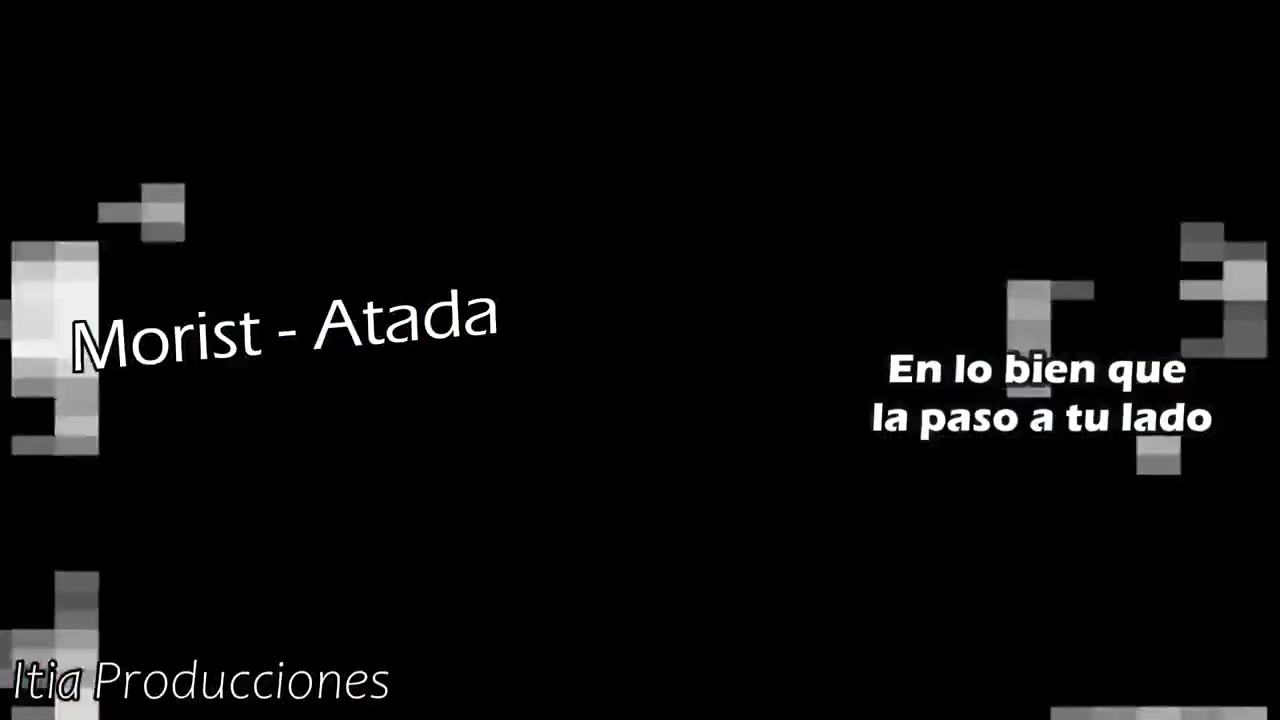 Morist - Atada
En lo bien que
la paso a tu lado
Itia Producciones